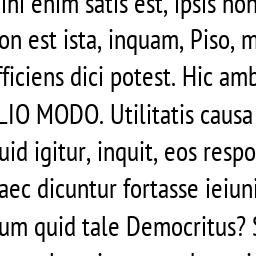 ini enim satis est, ipsis non
on est ista, inquam, Piso, m
fficiens dici potest. Hic amb
LIO MODO. Utilitatis causa
uid igitur, inquit, eos respo
aec dicuntur fortasse ieiuni
um quid tale Democritus? S